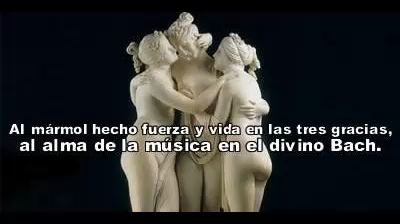 Al mármol hecho fuerza y vida en las tres gracias,
al alma de la música en el divino Bach.